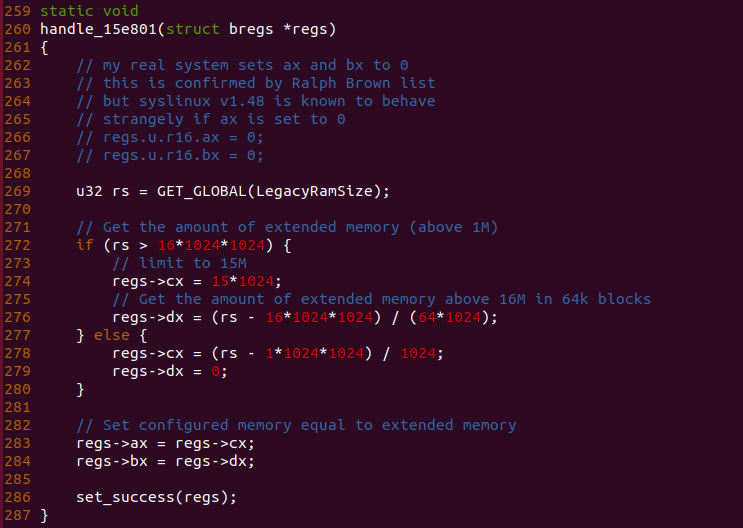 259 static void
260 handle_15e801(struct bregs *regs)
261 {
262     // my real system sets ax and bx to 0
263     // this is confirmed by Ralph Brown list
264     // but syslinux v1.48 is known to behave
265     // strangely if ax is set to 0
266     // regs.u.r16.ax = 0;
267     // regs.u.r16.bx = 0;
268
269     u32 rs = GET_GLOBAL(LegacyRamSize);
270
271     // Get the amount of extended memory (above 1M)
272     if (rs > 16*1024*1024) {
273         // limit to 15M
274         regs->cx = 15*1024;
275         // Get the amount of extended memory above 16M in 64k blocks
276         regs->dx = (rs - 16*1024*1024) / (64*1024);
277     } else {
278         regs->cx = (rs - 1*1024*1024) / 1024;
279         regs->dx = 0;
280     }
281
282     // Set configured memory equal to extended memory
283     regs->ax = regs->cx;
284     regs->bx = regs->dx;
285
286     set_success(regs);
287 }